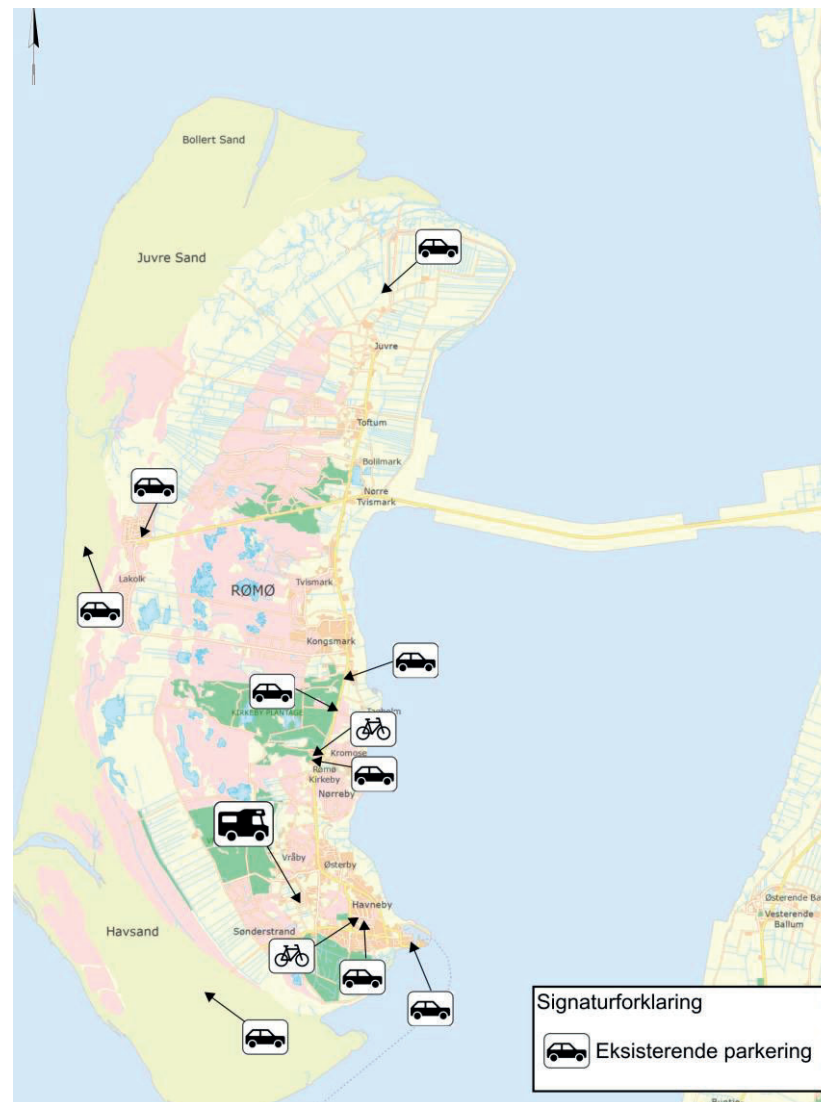 Bollert Sand
Juvre Sand
Juvre
Toftum
Bolilmark
Nørre
Tvismark
Lakolk
RØMØ
Tvismark
Kongsmark
KIRKEBY PLANTAGE
Kromose
Rømø
Kirkeby
Nørreby
Vråby
Østerby
Havneby
Sønderstrand
Havsand
Østerende Ba
Vesterende
Ballum
Signaturforklaring
Eksisterende parkering